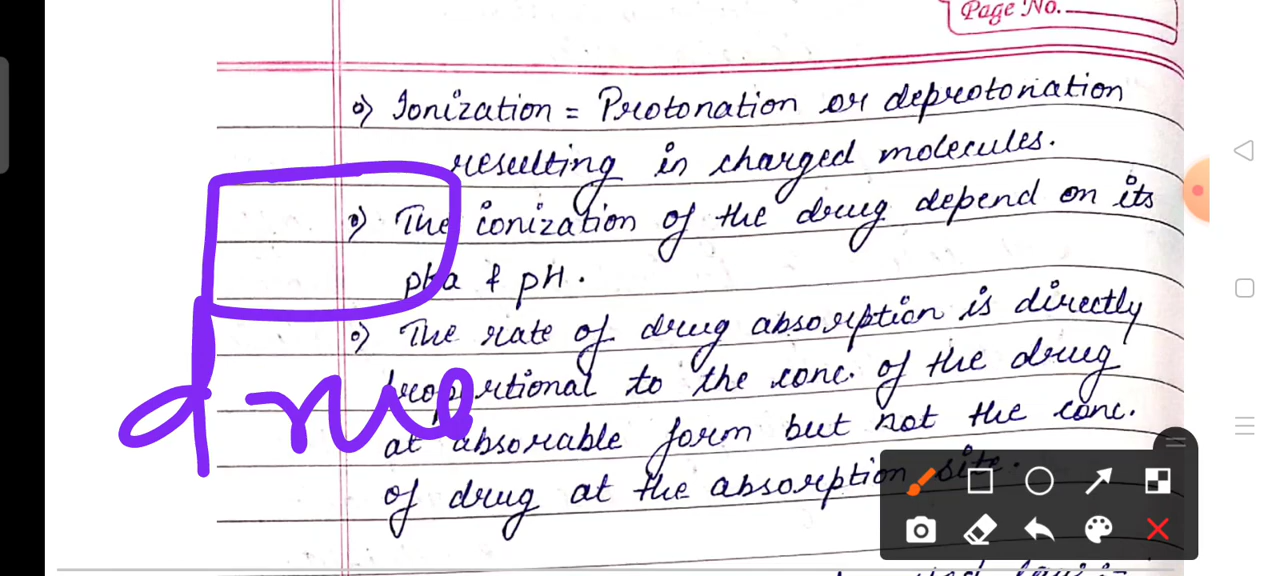 Page No.
o) Ionization = Protonation or deprotonation
resulting in charged molecules.
o) The ionization of the drug depend on its
pka & pH.
o) The rate of drug absorption is directly
proportional to the conc. of the drug
at absorable form but not the conc.
of drug at the absorption site.